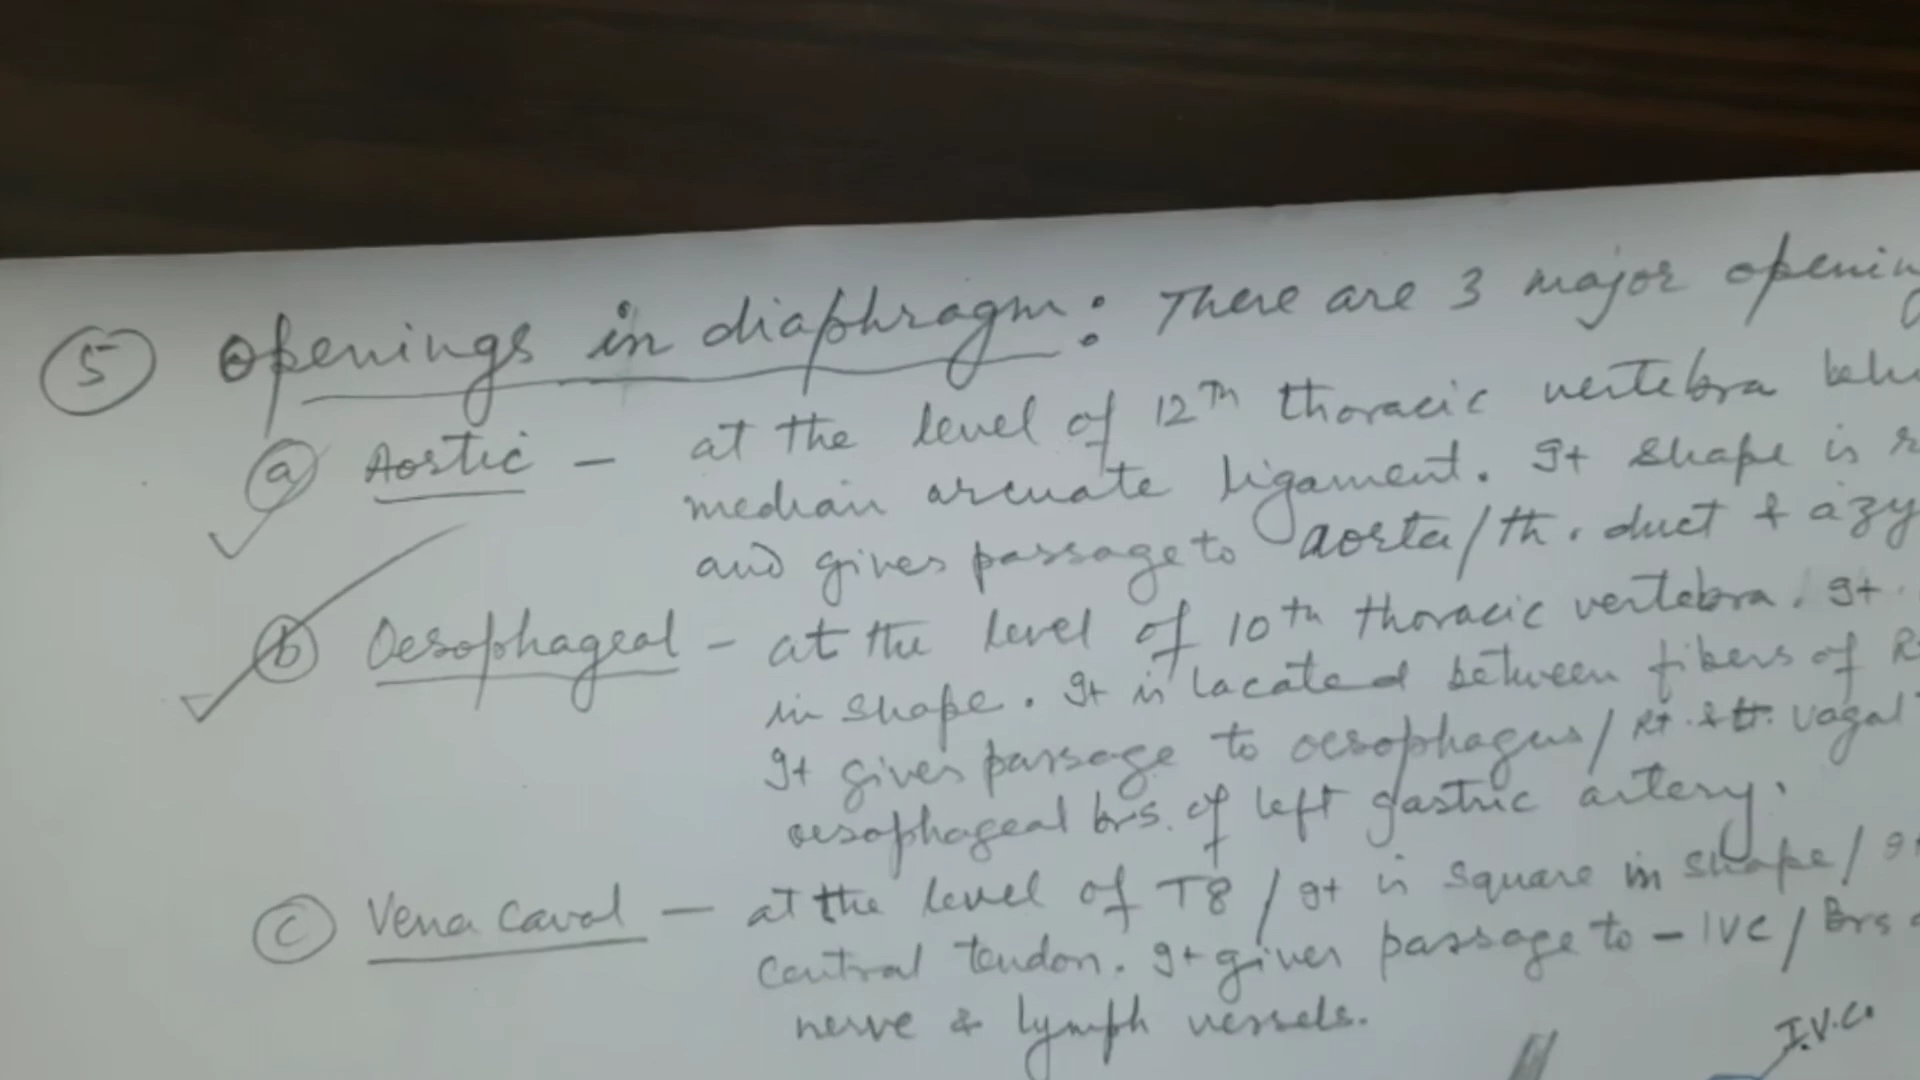 5 Openings in diaphragm: There are 3 major openin
a Aortic - at the level of 12th thoracic vertebra behi
median arcuate ligament. It shape is r
and gives passage to aorta/th. duct & azy
b Oesophageal - at the level of 10th thoracic vertebra. It
in shape. It is lacated between fibers of R
It gives passage to oesophagus/Rt. & lt. vagal
oesophageal brs. of left gastric artery.
c Vena Caval - at the level of T8/It is square in shape/
Central tendon. It gives passage to - IVC/Brs
nerve & lymph vessels.
I.V.C.